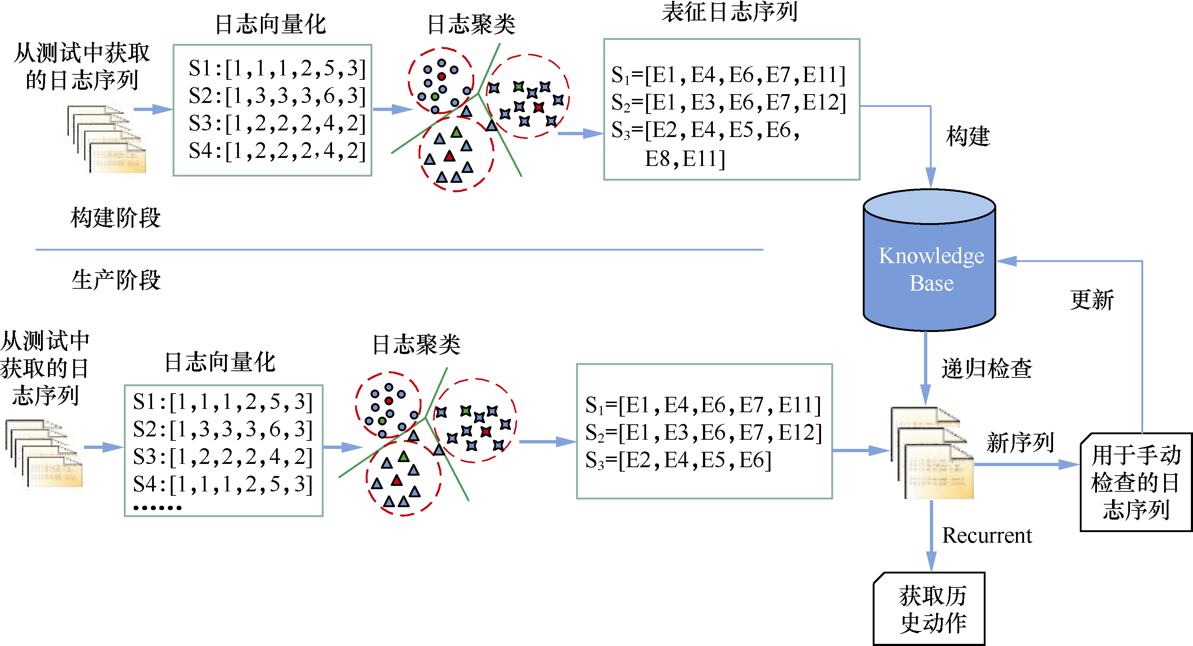 从测试中获取
的日志序列
日志向量化
S1:[1,1,1,2,5,3]
S2:[1,3,3,3,6,3]
S3:[1,2,2,2,4,2]
S4:[1,2,2,2,4,2]
日志聚类
表征日志序列
S₁=[E1,E4,E6,E7,E11]
S₂=[E1,E3,E6,E7,E12]
S₃=[E2,E4,E5,E6,
E8,E11]
构建
构建阶段
生产阶段
Knowledge
Base
更新
递归检查
从测试中
获取的日
志序列
日志向量化
S1:[1,1,1,2,5,3]
S2:[1,3,3,3,6,3]
S3:[1,2,2,2,4,2]
S4:[1,1,1,2,5,3]
······
日志聚类
S₁=[E1,E4,E6,E7,E11]
S₂=[E1,E3,E6,E7,E12]
S₃=[E2,E4,E5,E6]
新序列
用于手动
检查的日
志序列
Recurrent
获取历
史动作